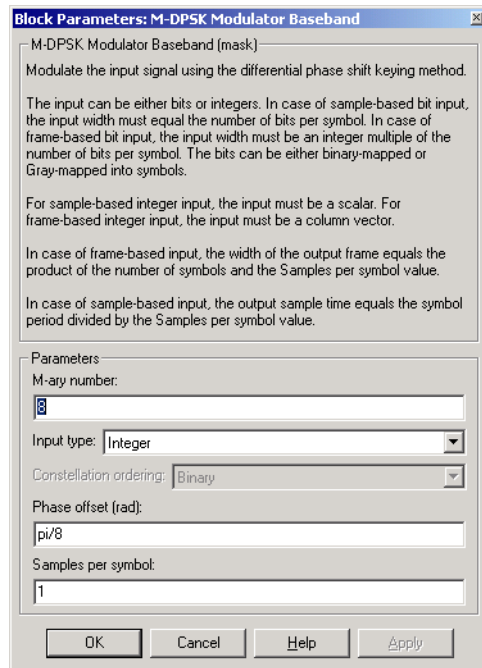 Block Parameters: M-DPSK Modulator Baseband
M-DPSK Modulator Baseband (mask)
Modulate the input signal using the differential phase shift keying method.
The input can be either bits or integers. In case of sample-based bit input,
the input width must equal the number of bits per symbol. In case of
frame-based bit input, the input width must be an integer multiple of the
number of bits per symbol. The bits can be either binary-mapped or
Gray-mapped into symbols.
For sample-based integer input, the input must be a scalar. For
frame-based integer input, the input must be a column vector.
In case of frame-based input, the width of the output frame equals the
product of the number of symbols and the Samples per symbol value.
In case of sample-based input, the output sample time equals the symbol
period divided by the Samples per symbol value.
Parameters
M-ary number:
8
Input type: Integer
Constellation ordering: Binary
Phase offset (rad):
pi/8
Samples per symbol:
1
OK Cancel Help Apply